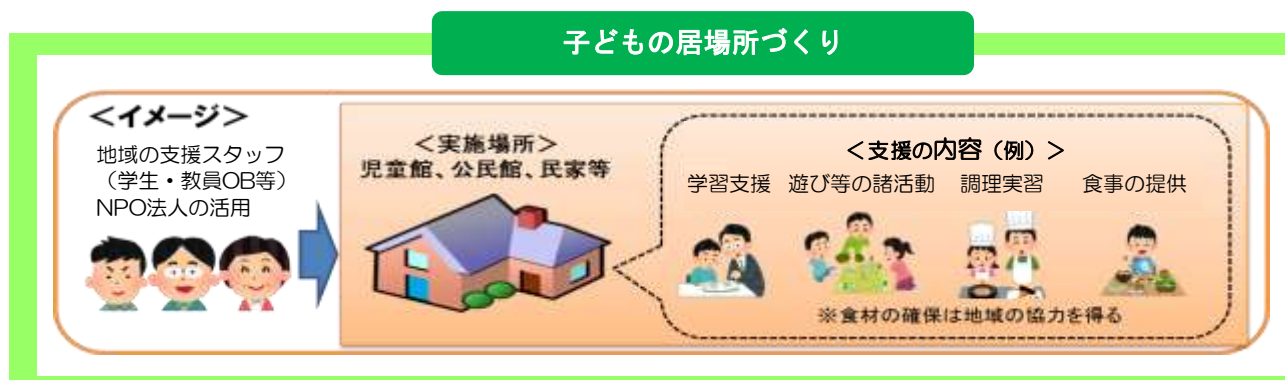 子どもの居場所づくり
＜イメージ＞
地域の支援スタッフ
（学生・教員OB等）
NPO法人の活用
＜実施場所＞
児童館、公民館、民家等
＜支援の内容（例）＞
学習支援 遊び等の諸活動 調理実習 食事の提供
※食材の確保は地域の協力を得る